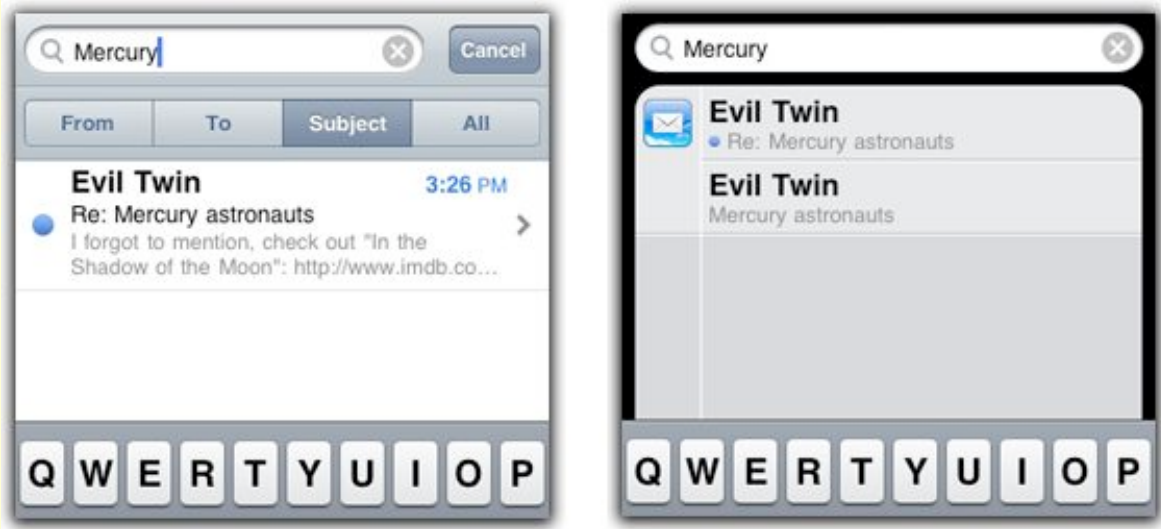 Mercury
Cancel
From To Subject All
Evil Twin 3:26 PM
Re: Mercury astronauts
I forgot to mention, check out "In the
Shadow of the Moon": http://www.imdb.co...
Q W E R T Y U I O P
Mercury
Evil Twin
Re: Mercury astronauts
Evil Twin
Mercury astronauts
Q W E R T Y U I O P